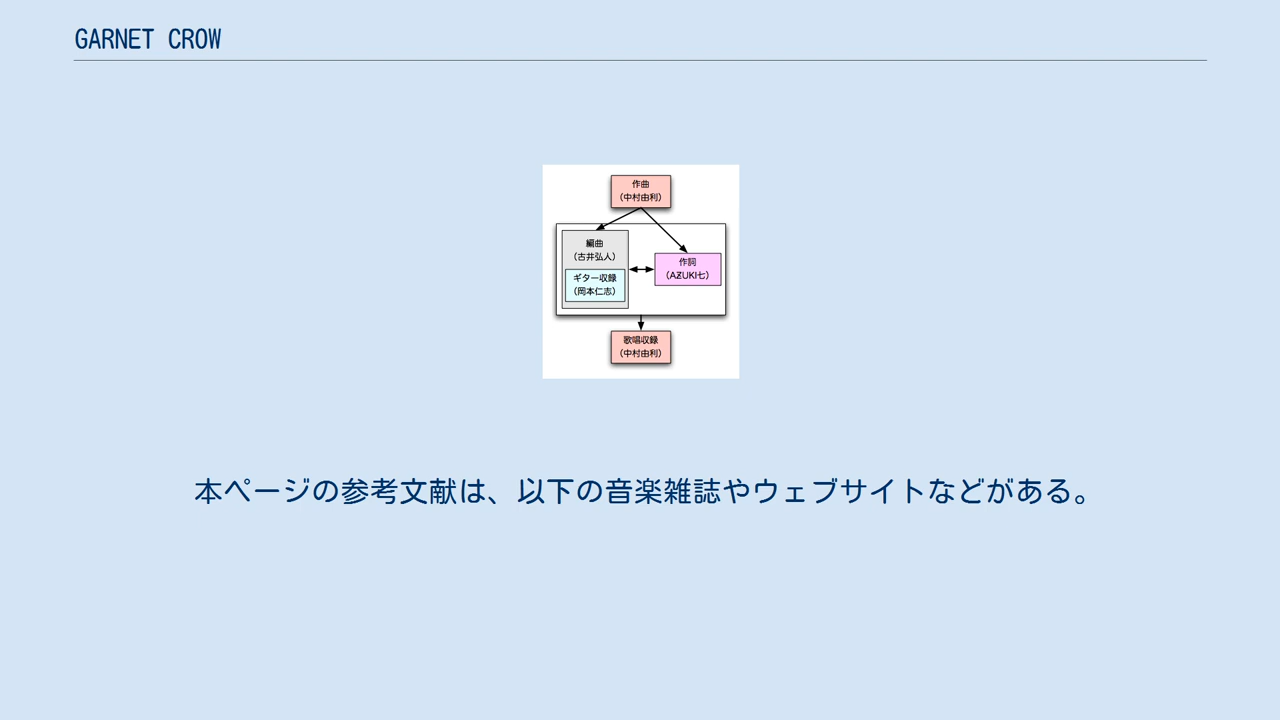 GARNET CROW
作曲
(中村由利)
編曲
(古井弘人)
ギター収録
(岡本仁志)
作詞
(AZUKI七)
歌唱収録
(中村由利)
本ページの参考文献は、以下の音楽雑誌やウェブサイトなどがある。